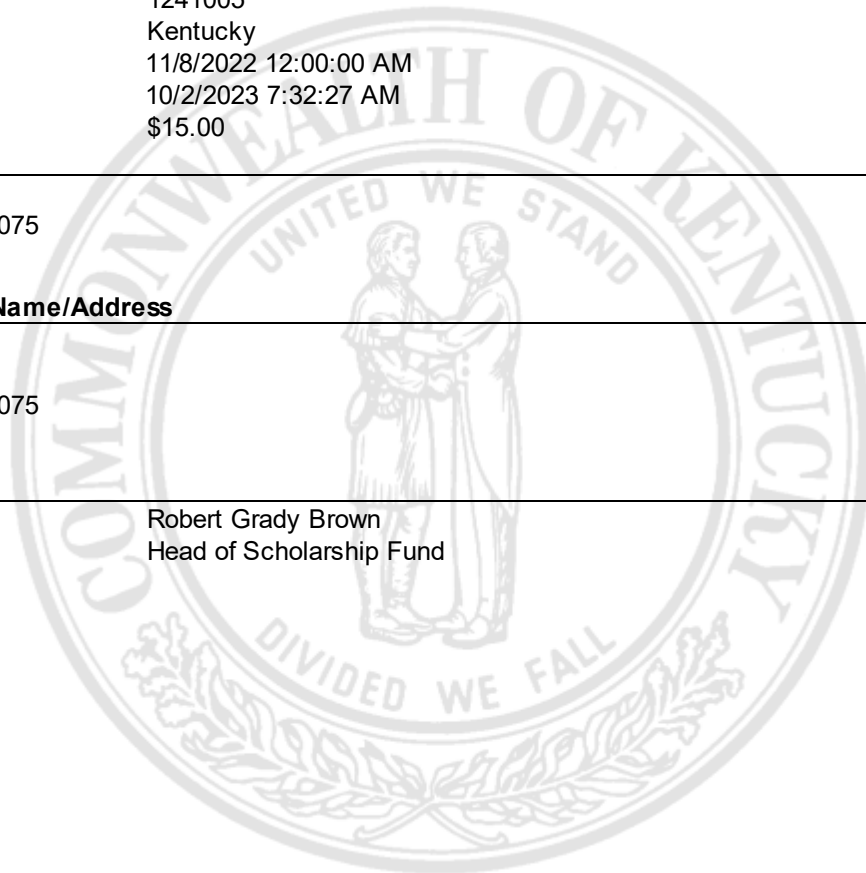 1241005
Kentucky
11/8/2022 12:00:00 AM
10/2/2023 7:32:27 AM
$15.00
075
Name/Address
075
Robert Grady Brown
Head of Scholarship Fund
COMMONWEALTH OF KENTUCKY
UNITED WE STAND
DIVIDED WE FALL